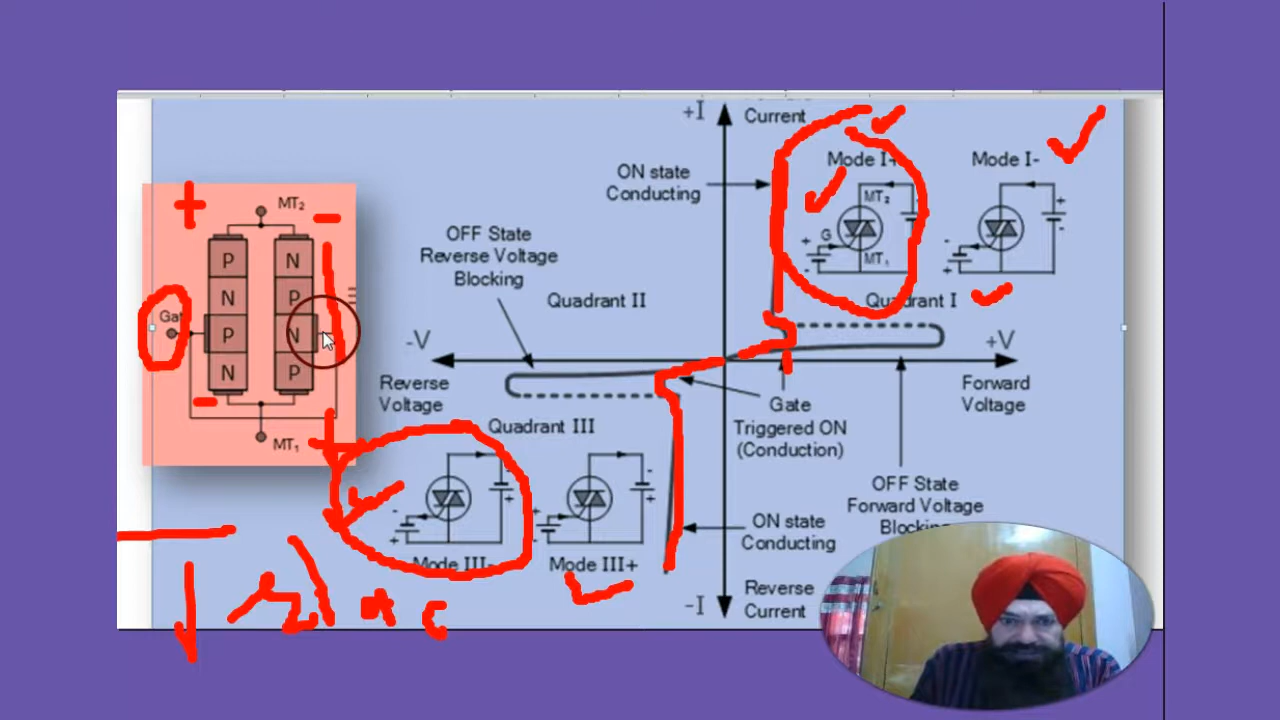 +I
Current
Mode I+
Mode I-
ON state
Conducting
MT₂
+
-
+
-
G
MT₁
+
-
+
-
MT₂
+
-
P
N
P
N
N
P
N
P
-
MT₁
OFF State
Reverse Voltage
Blocking
Quadrant II
Quadrant I
-V
+V
Reverse
Voltage
Forward
Voltage
Gate
Triggered ON
(Conduction)
Quadrant III
OFF State
Forward Voltage
-
+
-
+
-
+
-
ON state
Conducting
Mode III-
Mode III+
Reverse
Current
-I